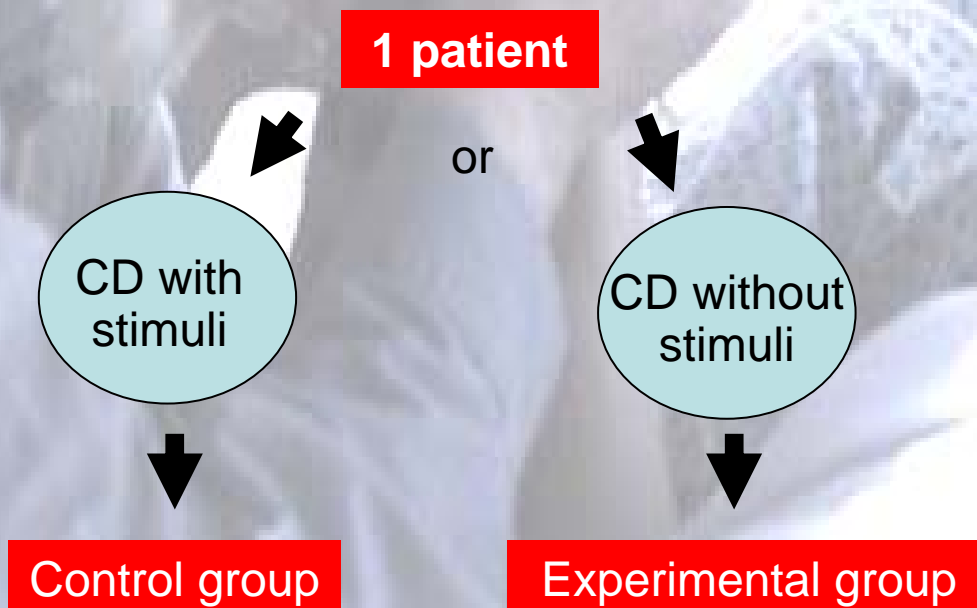 1 patient
or
CD with
stimuli
CD without
stimuli
Control group
Experimental group